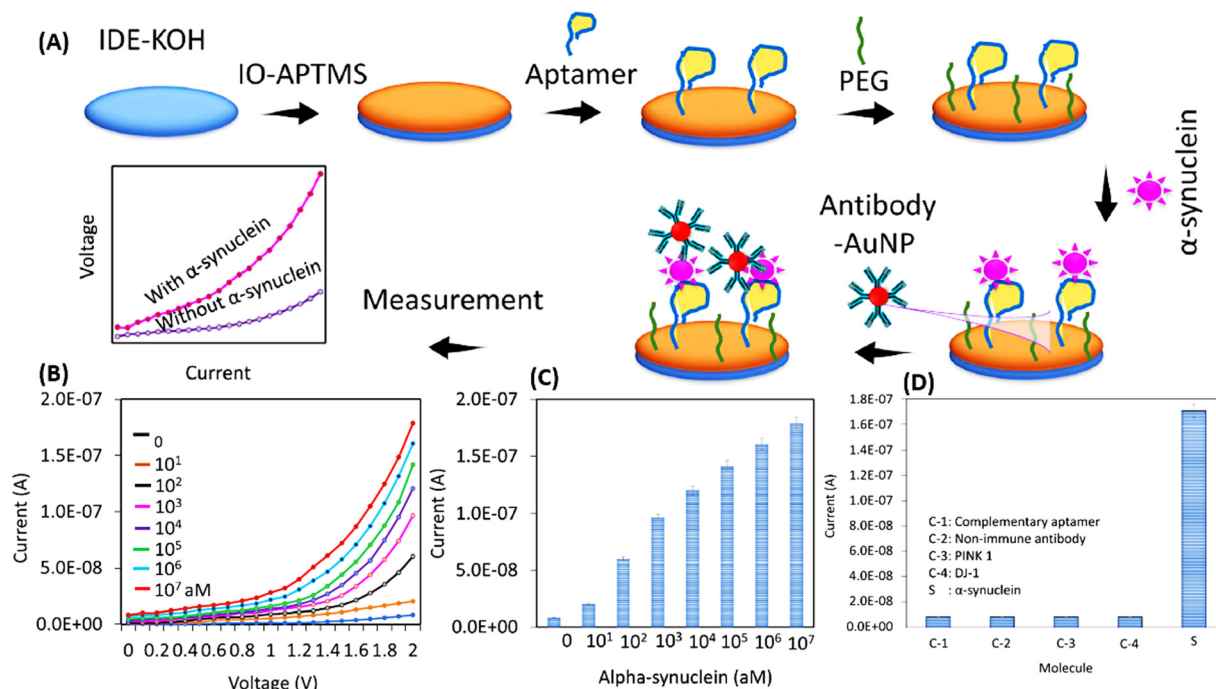 (A)
IDE-KOH
IO-APTMS
Aptamer
PEG
α-synuclein
Antibody
-AuNP
Measurement
Voltage
With α-synuclein
Without α-synuclein
Current
(B)
Current (A)
2.0E-07
1.5E-07
1.0E-07
5.0E-08
0.0E+00
0
10¹
10²
10³
10⁴
10⁵
10⁶
10⁷ aM
0 0.2 0.4 0.6 0.8 1 1.2 1.4 1.6 1.8 2
Voltage (V)
(C)
Current (A)
2.0E-07
1.5E-07
1.0E-07
5.0E-08
0.0E+00
0 10¹ 10² 10³ 10⁴ 10⁵ 10⁶ 10⁷
Alpha-synuclein (aM)
(D)
Current (A)
1.8E-07
1.6E-07
1.4E-07
1.2E-07
1.0E-07
8.0E-08
6.0E-08
4.0E-08
2.0E-08
0.0E+00
C-1: Complementary aptamer
C-2: Non-immune antibody
C-3: PINK 1
C-4: DJ-1
S : α-synuclein
C-1 C-2 C-3 C-4 S
Molecule